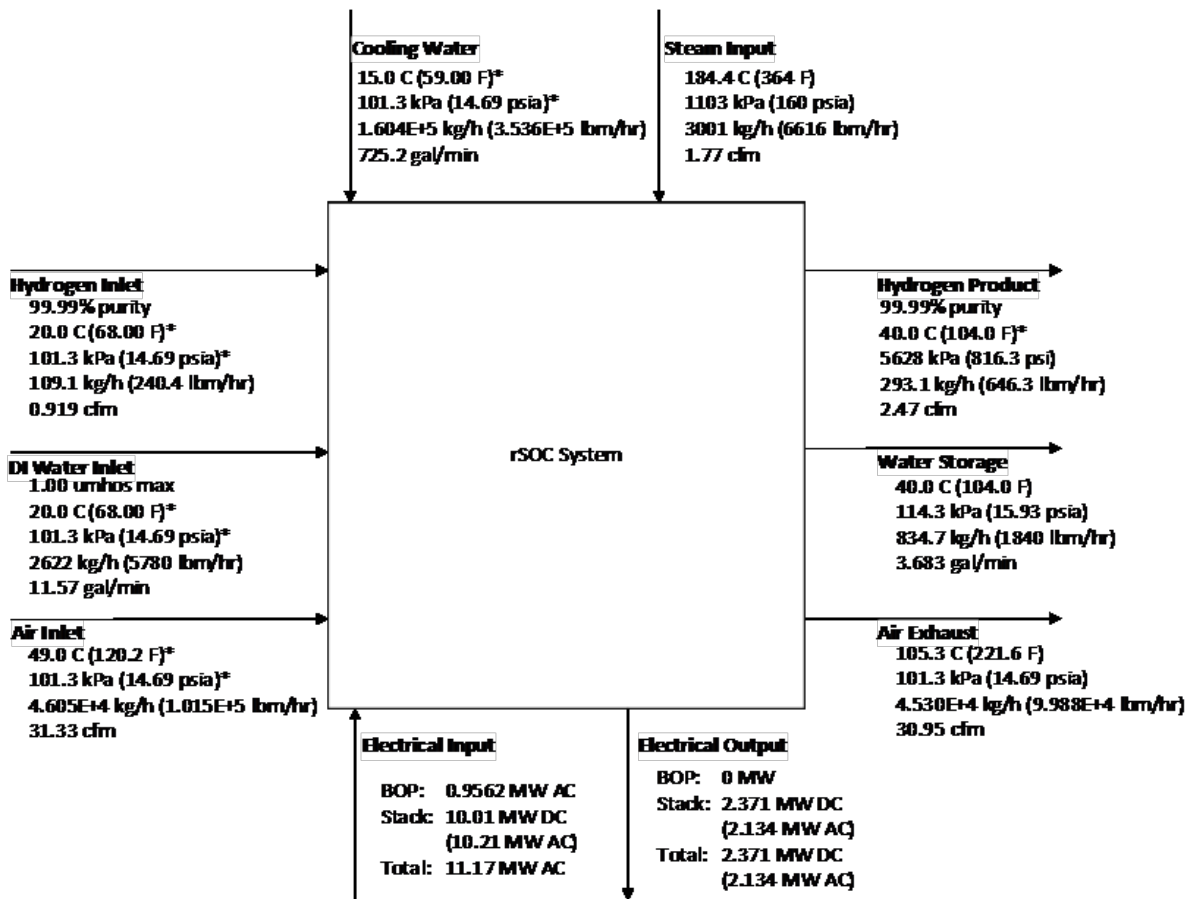 Cooling Water
15.0 C (59.00 F)*
101.3 kPa (14.69 psia)*
1.604E+5 kg/h (3.536E+5 lbm/hr)
725.2 gal/min
Steam Input
184.4 C (364 F)
1103 kPa (160 psia)
3001 kg/h (6616 lbm/hr)
1.77 cfm
Hydrogen Inlet
99.99% purity
20.0 C (68.00 F)*
101.3 kPa (14.69 psia)*
109.1 kg/h (240.4 lbm/hr)
0.919 cfm
DI Water Inlet
1.00 umhos max
20.0 C (68.00 F)*
101.3 kPa (14.69 psia)*
2622 kg/h (5780 lbm/hr)
11.57 gal/min
Air Inlet
49.0 C (120.2 F)*
101.3 kPa (14.69 psia)*
4.605E+4 kg/h (1.015E+5 lbm/hr)
31.33 cfm
rSOC System
Hydrogen Product
99.99% purity
40.0 C (104.0 F)*
5628 kPa (816.3 psi)
293.1 kg/h (646.3 lbm/hr)
2.47 cfm
Water Storage
40.0 C (104.0 F)
114.3 kPa (15.93 psia)
834.7 kg/h (1840 lbm/hr)
3.683 gal/min
Air Exhaust
105.3 C (221.6 F)
101.3 kPa (14.69 psia)
4.530E+4 kg/h (9.988E+4 lbm/hr)
30.95 cfm
Electrical Input
BOP: 0.9562 MW AC
Stack: 10.01 MW DC
(10.21 MW AC)
Total: 11.17 MW AC
Electrical Output
BOP: 0 MW
Stack: 2.371 MW DC
(2.134 MW AC)
Total: 2.371 MW DC
(2.134 MW AC)